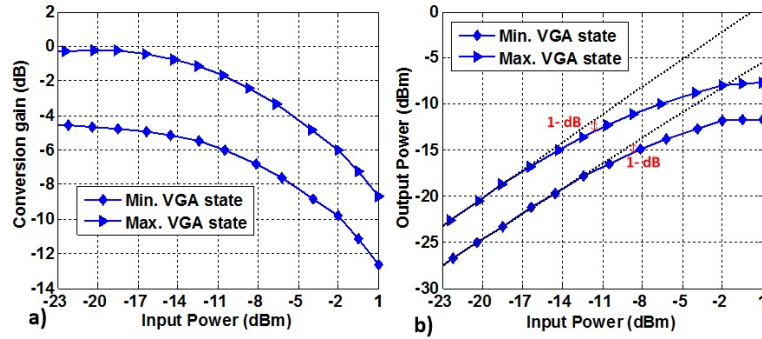 Conversion gain (dB)
2
0
-2
-4
-6
-8
-10
-12
-14
Min. VGA state
Max. VGA state
-23 -20 -17 -14 -11 -8 -5 -2 1
Input Power (dBm)
a)
Output Power (dBm)
0
-5
-10
-15
-20
-25
-30
Min. VGA state
Max. VGA state
1- dB
1- dB
-23 -20 -17 -14 -11 -8 -5 -2 1
Input Power (dBm)
b)